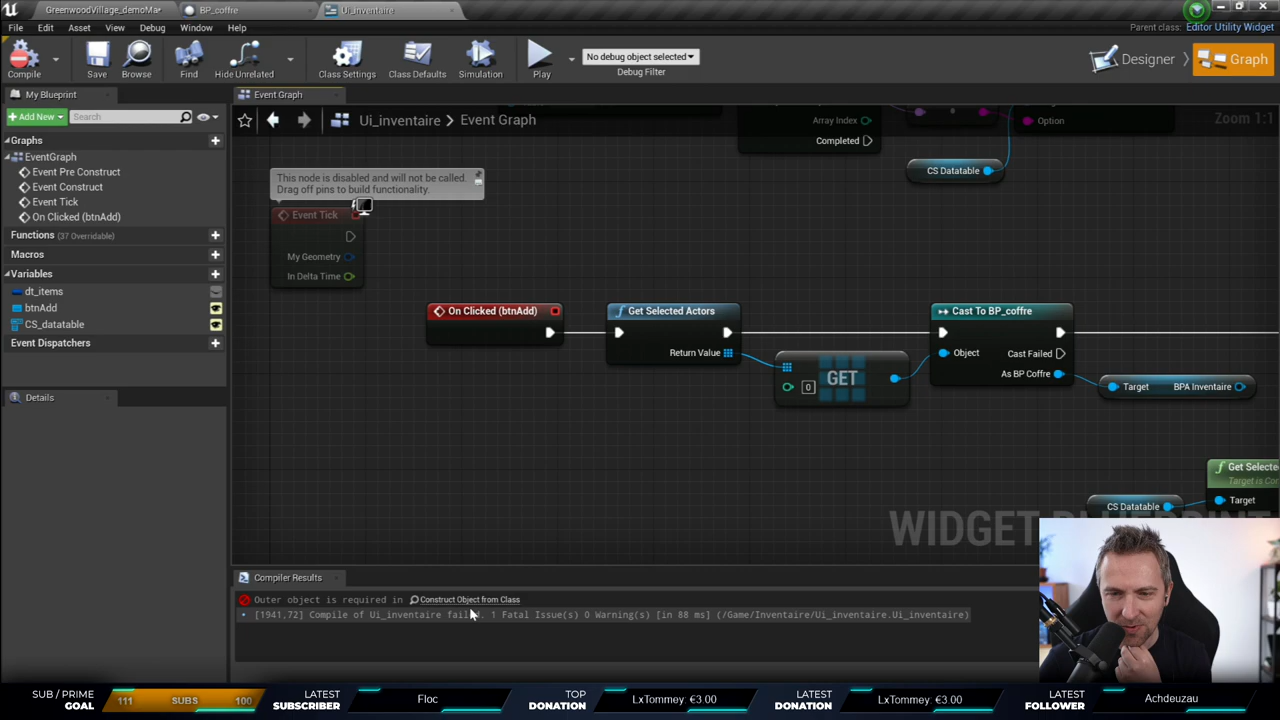 GreenwoodVillage_demoMa
BP_coffre
Ui_inventaire
File Edit Asset View Debug Window Help
Parent class: Editor Utility Widget
Compile
Save
Browse
Find
Hide Unrelated
Class Settings
Class Defaults
Simulation
Play
No debug object selected
Debug Filter
Designer
Graph
My Blueprint
Event Graph
+Add New
Search
Ui_inventaire > Event Graph
Zoom 1:1
Graphs
EventGraph
Event Pre Construct
Event Construct
Event Tick
On Clicked (btnAdd)
Functions (37 Overridable)
Macros
Variables
dt_items
btnAdd
CS_datatable
Event Dispatchers
Details
Array Index
Completed
Option
CS Datatable
This node is disabled and will not be called.
Drag off pins to build functionality.
Event Tick
My Geometry
In Delta Time
On Clicked (btnAdd)
Get Selected Actors
Return Value
0 GET
Cast To BP_coffre
Object
Cast Failed
As BP Coffre
Target BPA Inventaire
Get Selecte
Target is Co
CS Datatable
Target
Compiler Results
Outer object is required in Construct Object from Class
[1941,72] Compile of Ui_inventaire failed. 1 Fatal Issue(s) 0 Warning(s) [in 88 ms] (/Game/Inventaire/Ui_inventaire.Ui_inventaire)
SUB / PRIME GOAL
111 SUBS 100
LATEST SUBSCRIBER
Floc
TOP DONATION
LxTommey €3.00
LATEST DONATION
LxTommey €3.00
LATEST FOLLOWER
Achdeuzau